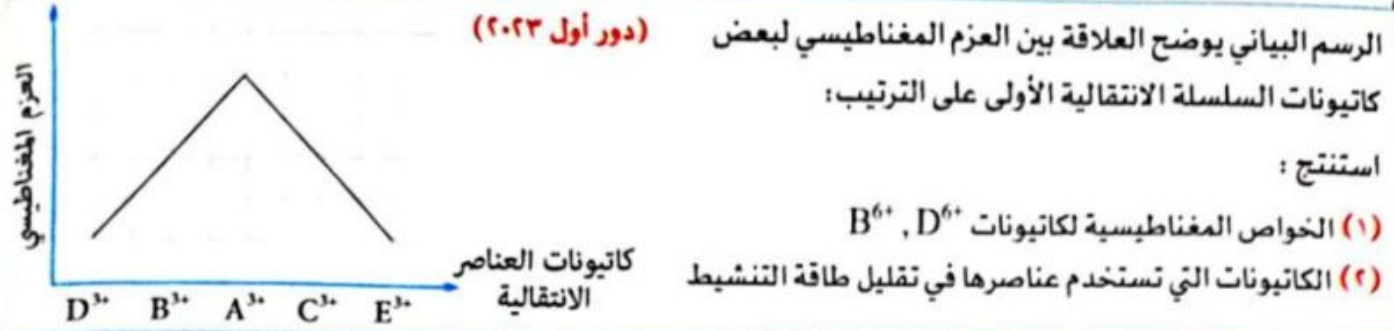 الرسم البياني يوضح العلاقة بين العزم المغناطيسي لبعض (دور أول ٢٠٢٣)
كاتيونات السلسلة الانتقالية الأولى على الترتيب:
استنتج :
(١) الخواص المغناطيسية لكاتيونات B⁶⁺ , D⁶⁺
(٢) الكاتيونات التي تستخدم عناصرها في تقليل طاقة التنشيط
العزم المغناطيسي
كاتيونات العناصر
الانتقالية
D³⁺ B³⁺ A³⁺ C³⁺ E³⁺